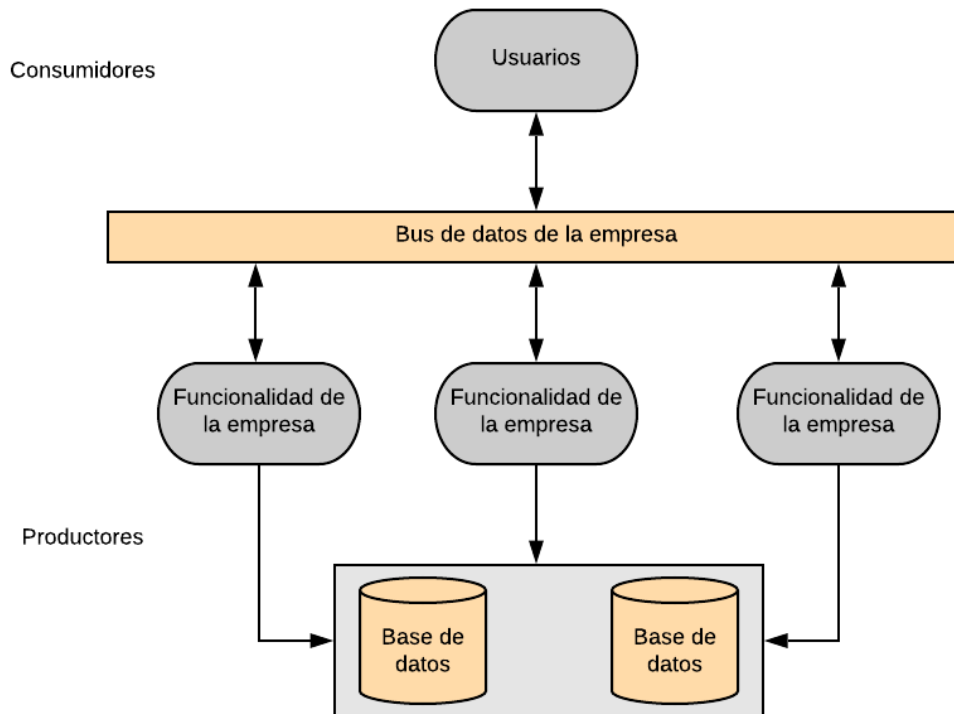 Usuarios
Consumidores
Bus de datos de la empresa
Funcionalidad de
la empresa
Funcionalidad de
la empresa
Funcionalidad de
la empresa
Productores
Base de
datos
Base de
datos